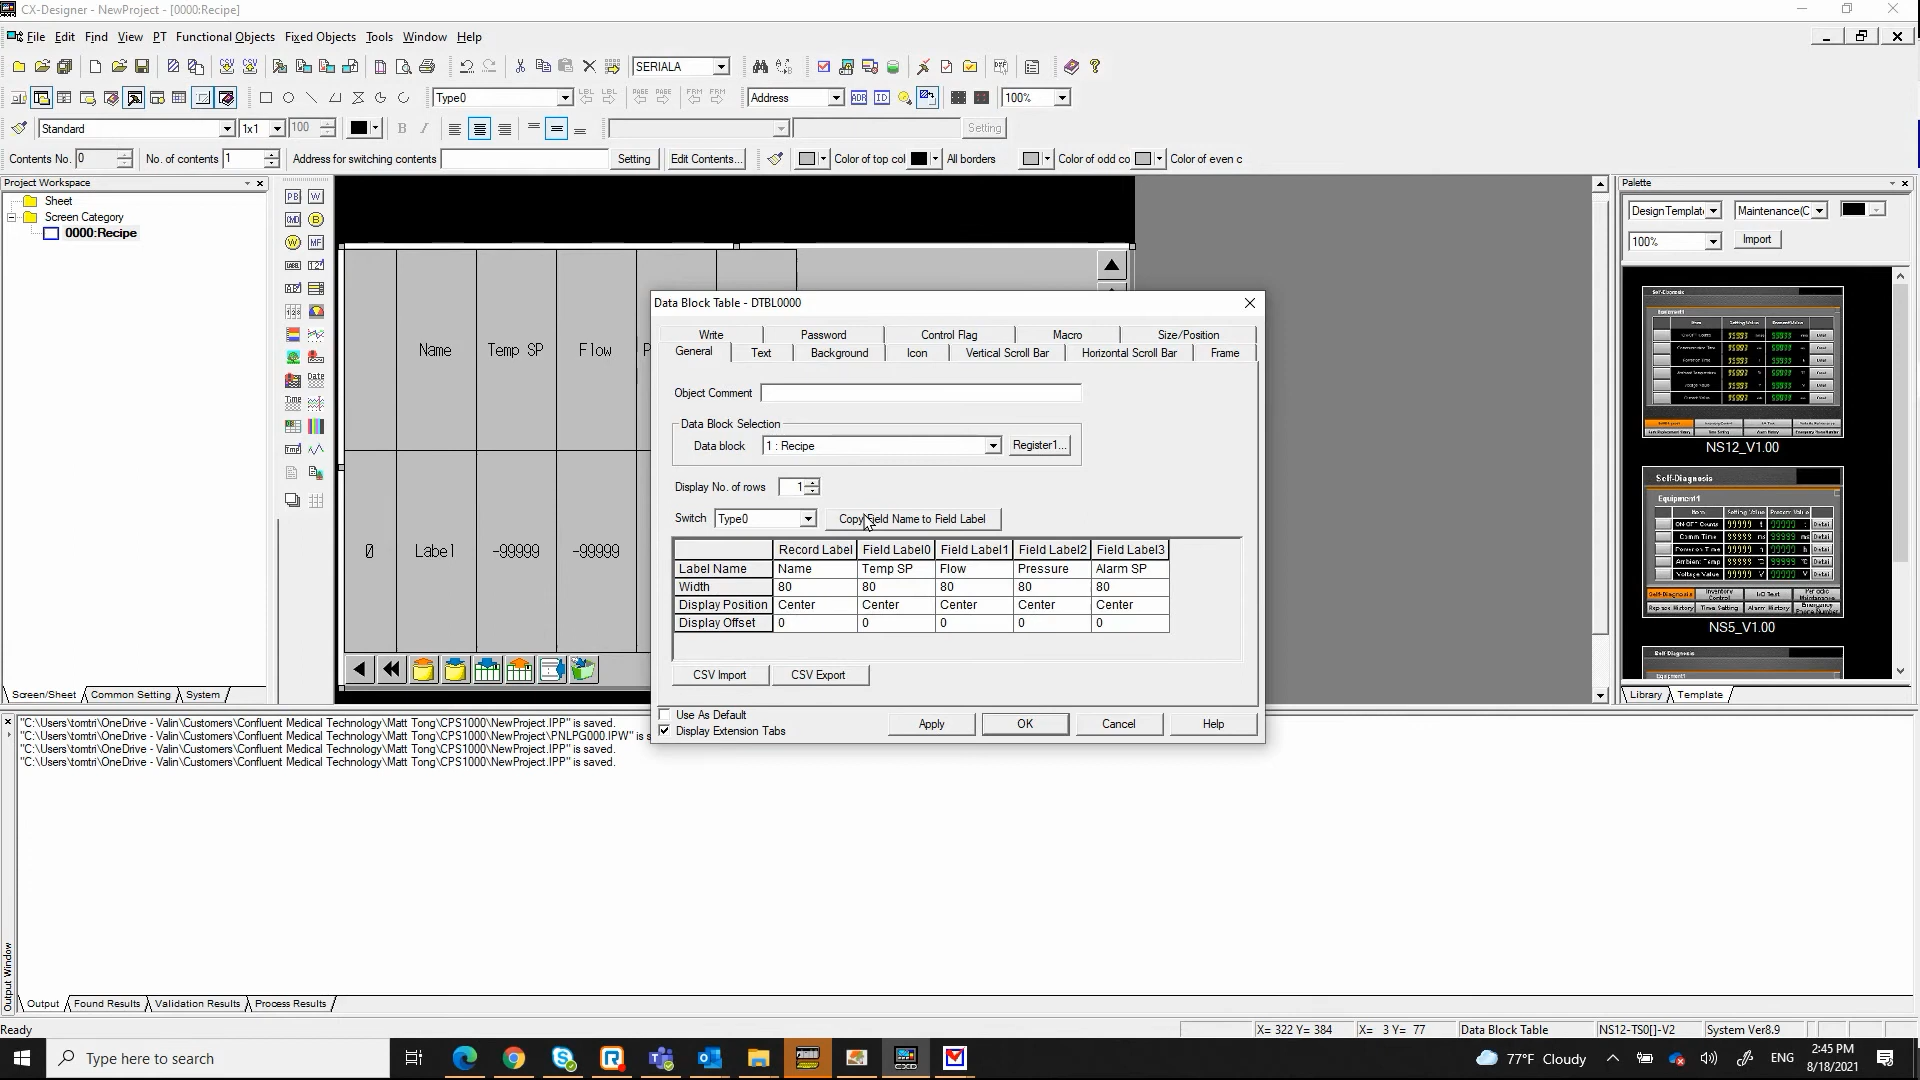 CX-Designer - NewProject - [0000:Recipe]
File Edit Find View PT Functional Objects Fixed Objects Tools Window Help
SERIALA
Type0 Address 100%
Standard 1x1 100 Setting
Contents No. 0 No. of contents 1 Address for switching contents Setting Edit Contents... Color of top col All borders Color of odd co Color of even c
Project Workspace
Sheet
Screen Category
0000:Recipe
Screen/Sheet Common Setting System
Name Temp SP Flow P
0 Label -99999 -99999
Data Block Table - DTBL0000
Write Password Control Flag Macro Size/Position
General Text Background Icon Vertical Scroll Bar Horizontal Scroll Bar Frame
Object Comment
Data Block Selection
Data block 1 : Recipe Register1...
Display No. of rows 1
Switch Type0 Copy Field Name to Field Label
Record Label Field Label0 Field Label1 Field Label2 Field Label3
Label Name Name Temp SP Flow Pressure Alarm SP
Width 80 80 80 80 80
Display Position Center Center Center Center Center
Display Offset 0 0 0 0 0
CSV Import CSV Export
Use As Default
Display Extension Tabs
Apply OK Cancel Help
Palette
DesignTemplat Maintenance(C
100% Import
NS12_V1.00
Self-Diagnosis
Equipment1
NS5_V1.00
Library Template
"C:\Users\tomtri\OneDrive - Valin\Customers\Confluent Medical Technology\Matt Tong\CPS1000\NewProject.IPP" is saved.
"C:\Users\tomtri\OneDrive - Valin\Customers\Confluent Medical Technology\Matt Tong\CPS1000\NewProject\PNLPG000.IPW" is s
"C:\Users\tomtri\OneDrive - Valin\Customers\Confluent Medical Technology\Matt Tong\CPS1000\NewProject.IPP" is saved.
"C:\Users\tomtri\OneDrive - Valin\Customers\Confluent Medical Technology\Matt Tong\CPS1000\NewProject.IPP" is saved.
Output Window
Output Found Results Validation Results Process Results
Ready X= 322 Y= 384 X= 3 Y= 77 Data Block Table NS12-TS0[]-V2 System Ver8.9
Type here to search 77°F Cloudy ENG 2:45 PM
8/18/2021